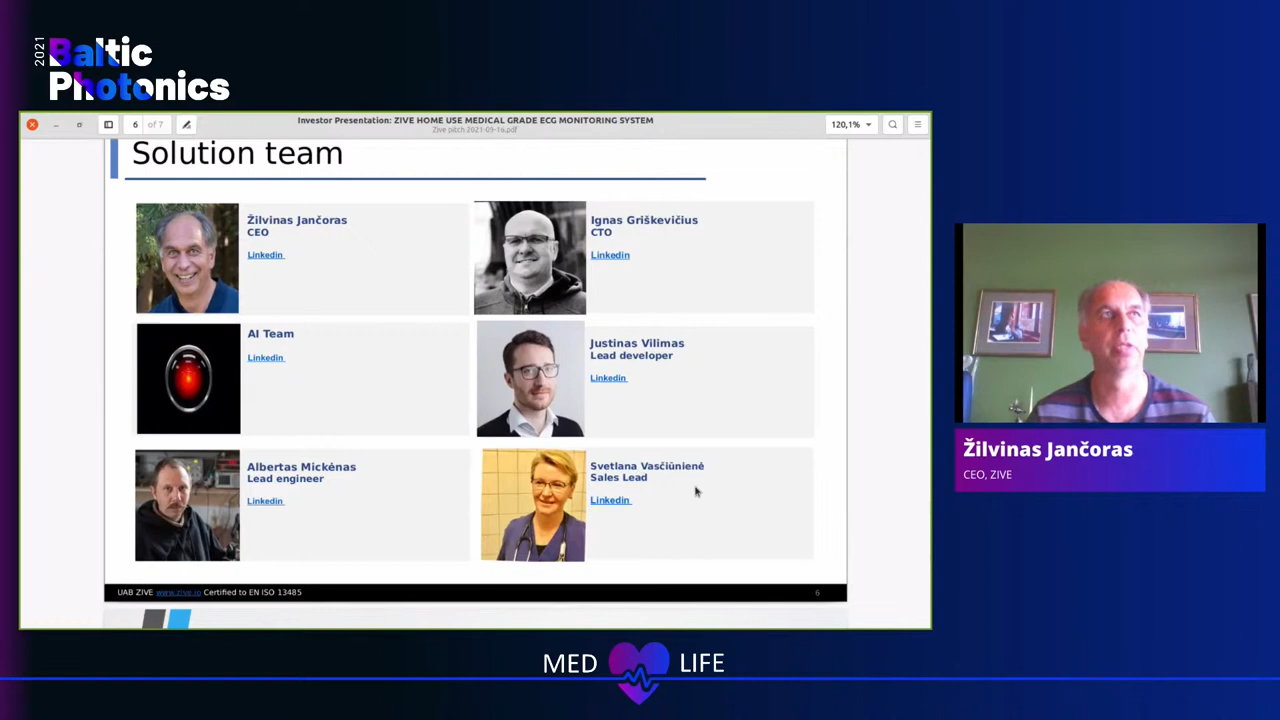 2021
Baltic
Photonics
6 of 7
Investor Presentation: ZIVE HOME USE MEDICAL GRADE ECG MONITORING SYSTEM
Zive pitch 2021-09-16.pdf
120,1%
Solution team
Žilvinas Jančoras
CEO
Linkedin
Ignas Griškevičius
CTO
Linkedin
AI Team
Linkedin
Justinas Vilimas
Lead developer
Linkedin
Albertas Mickėnas
Lead engineer
Linkedin
Svetlana Vasčiūnienė
Sales Lead
Linkedin
UAB ZIVE www.zive.io Certified to EN ISO 13485
6
Žilvinas Jančoras
CEO, ZIVE
MED LIFE